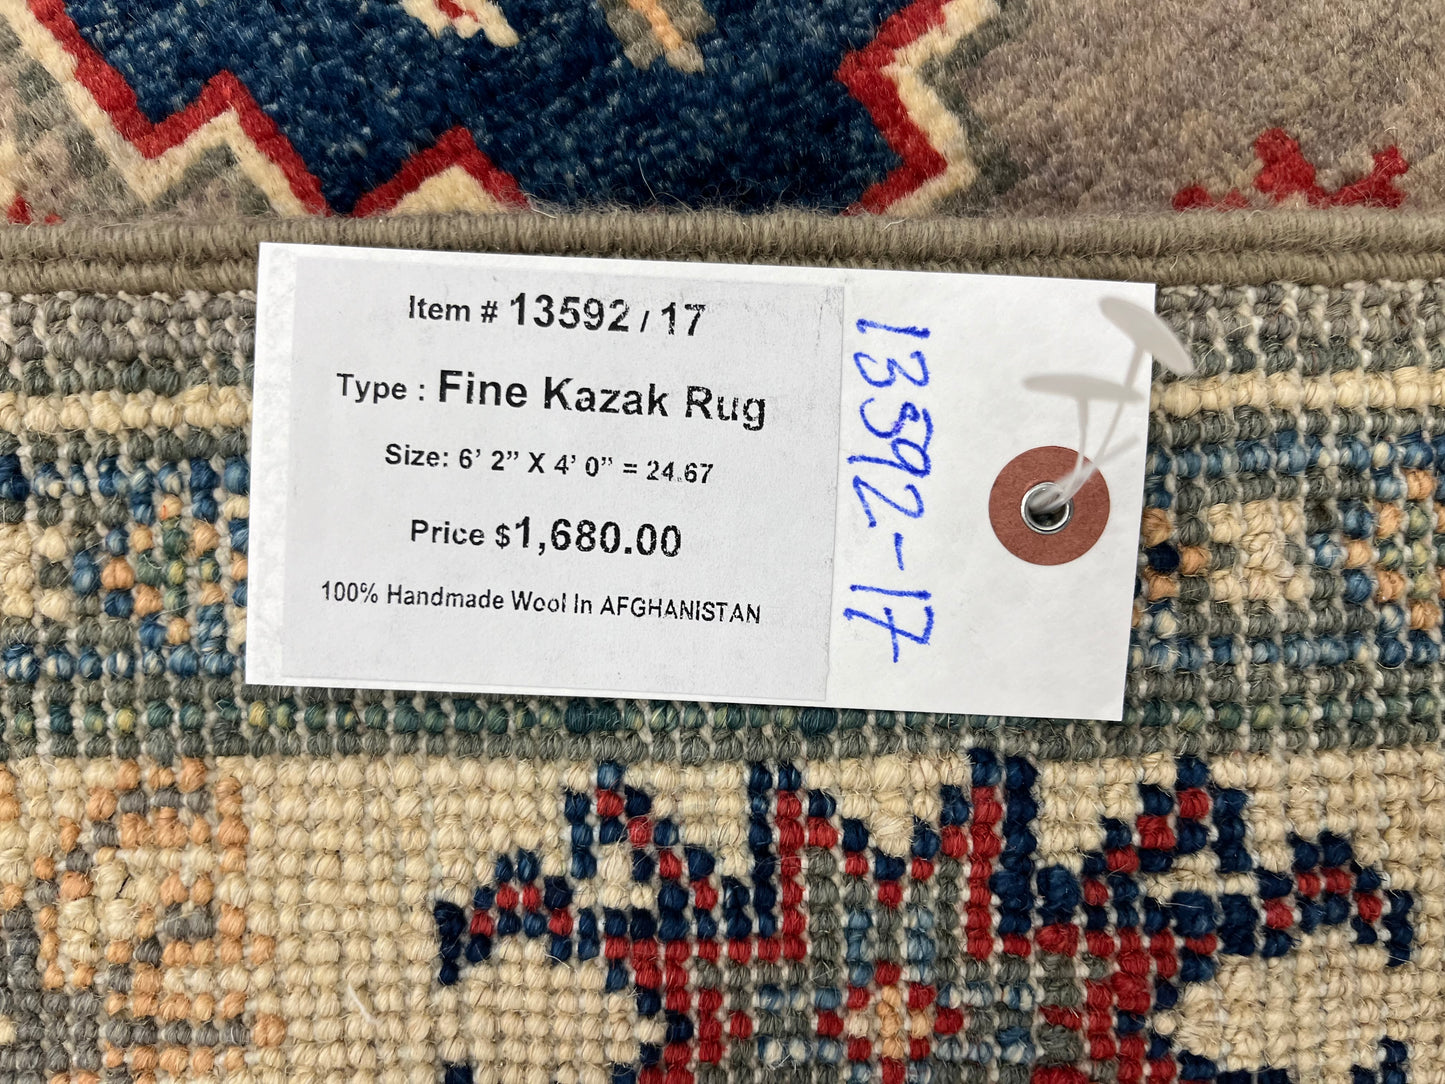 Item # 13592 / 17
Type : Fine Kazak Rug
Size: 6' 2” X 4' 0” = 24.67
Price $1,680.00
100% Handmade Wool In AFGHANISTAN
13592-17